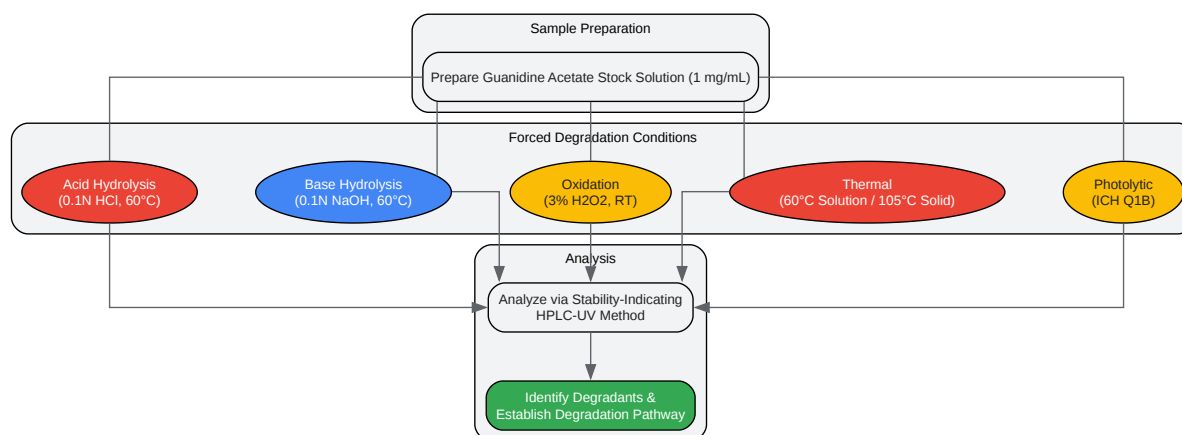 Sample Preparation
Prepare Guanidine Acetate Stock Solution (1 mg/mL)
Forced Degradation Conditions
Acid Hydrolysis
(0.1N HCl, 60°C)
Base Hydrolysis
(0.1N NaOH, 60°C)
Oxidation
(3% H2O2, RT)
Thermal
(60°C Solution / 105°C Solid)
Photolytic
(ICH Q1B)
Analysis
Analyze via Stability-Indicating
HPLC-UV Method
Identify Degradants &
Establish Degradation Pathway